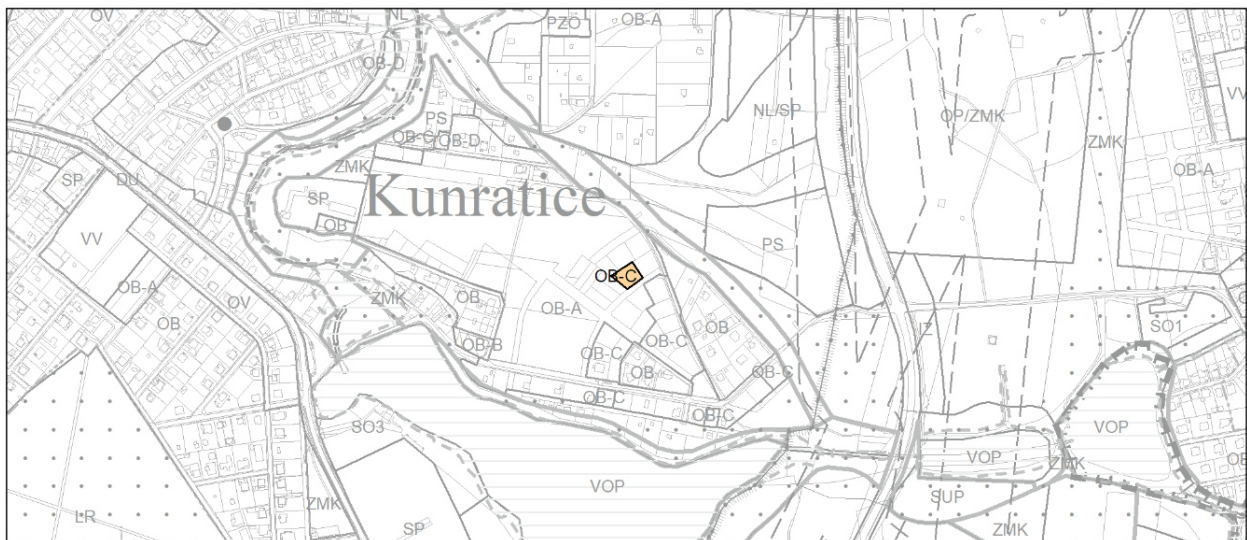 OV
NL
PZO
OB-A
OB-D
VV
PS
NL/SP
OP/ZMK
ZMK
OB-C/OB-D
ZMK
OB-A
SP
DU
SP
Kunratice
VV
OB
PS
OB-C
OB-A
OV
ZMK
OB
OB-A
OB
OB
OB-C
IZ
SO1
OB-B
OB-C
OB
OB-C
OB-C
OB-C
SO3
VOP
VOP
VOP
ZMK
SUP
LR
ZMK
SP
ZMK